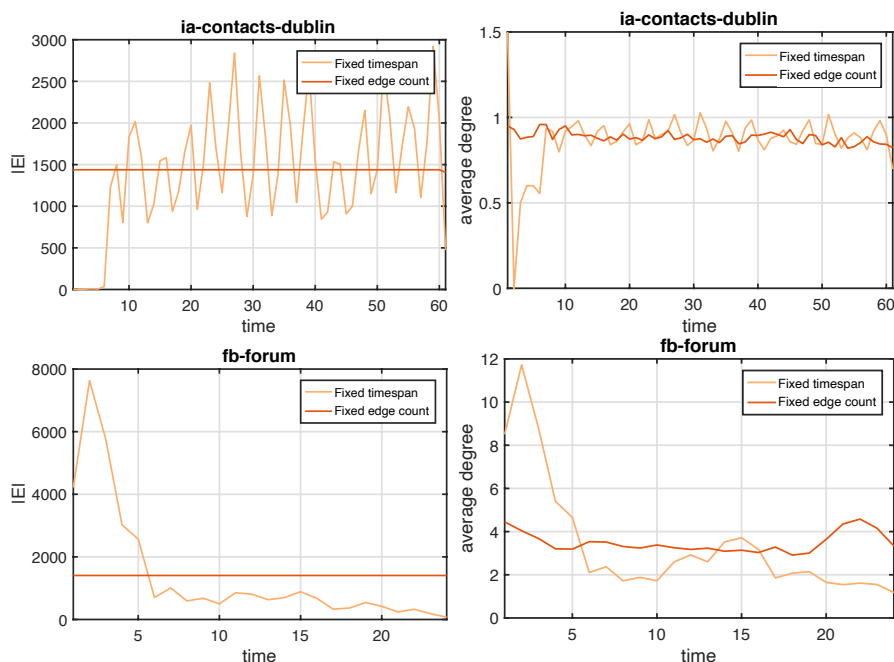 ia-contacts-dublin
3000
2500
2000
1500
1000
500
0
|E|
Fixed timespan
Fixed edge count
10 20 30 40 50 60
time
ia-contacts-dublin
1.5
1
0.5
0
average degree
Fixed timespan
Fixed edge count
10 20 30 40 50 60
time
fb-forum
8000
6000
4000
2000
0
|E|
Fixed timespan
Fixed edge count
5 10 15 20
time
fb-forum
12
10
8
6
4
2
0
average degree
Fixed timespan
Fixed edge count
5 10 15 20
time